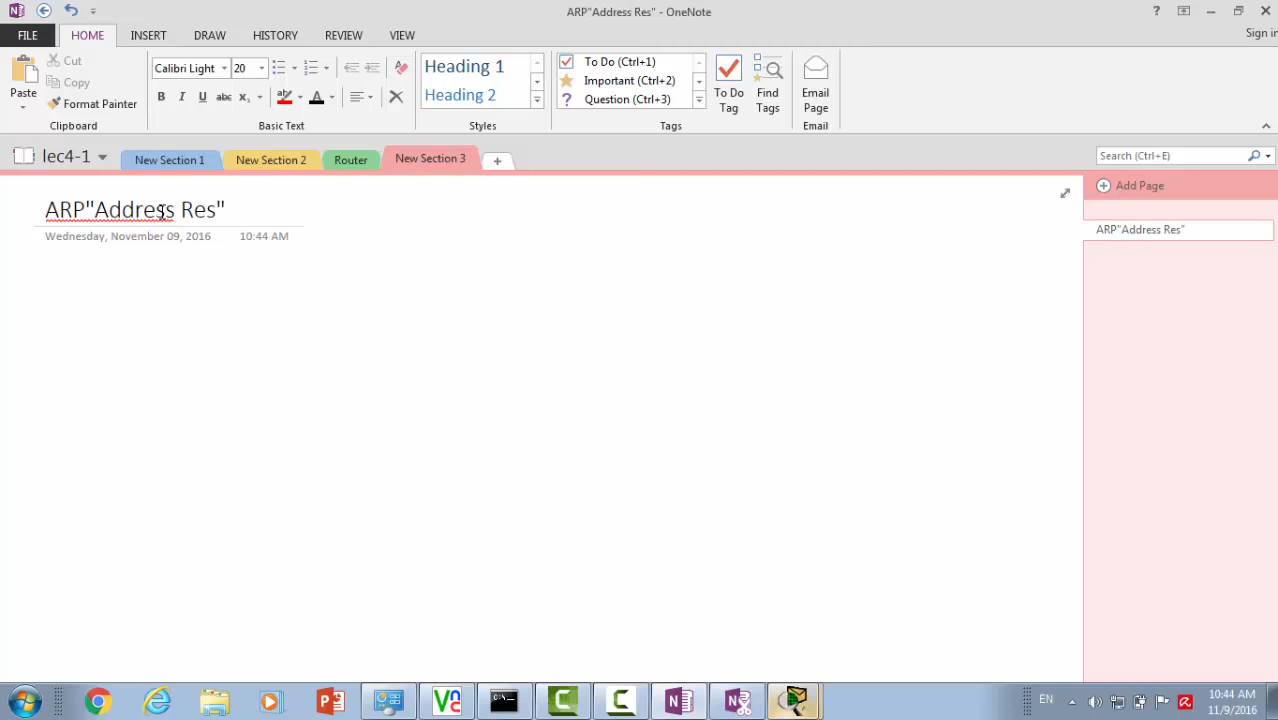 ARP"Address Res" - OneNote
?
FILE HOME INSERT DRAW HISTORY REVIEW VIEW
Sign in
Paste
Cut
Copy
Format Painter
Clipboard
Calibri Light 20
B I U abc x
A
Basic Text
Heading 1
Heading 2
Styles
To Do (Ctrl+1)
Important (Ctrl+2)
? Question (Ctrl+3)
To Do Tag
Find Tags
Tags
Email Page
Email
lec4-1 New Section 1 New Section 2 Router New Section 3 +
Search (Ctrl+E)
ARP"Address Res"
Wednesday, November 09, 2016 10:44 AM
Add Page
ARP"Address Res"
EN
10:44 AM
11/9/2016